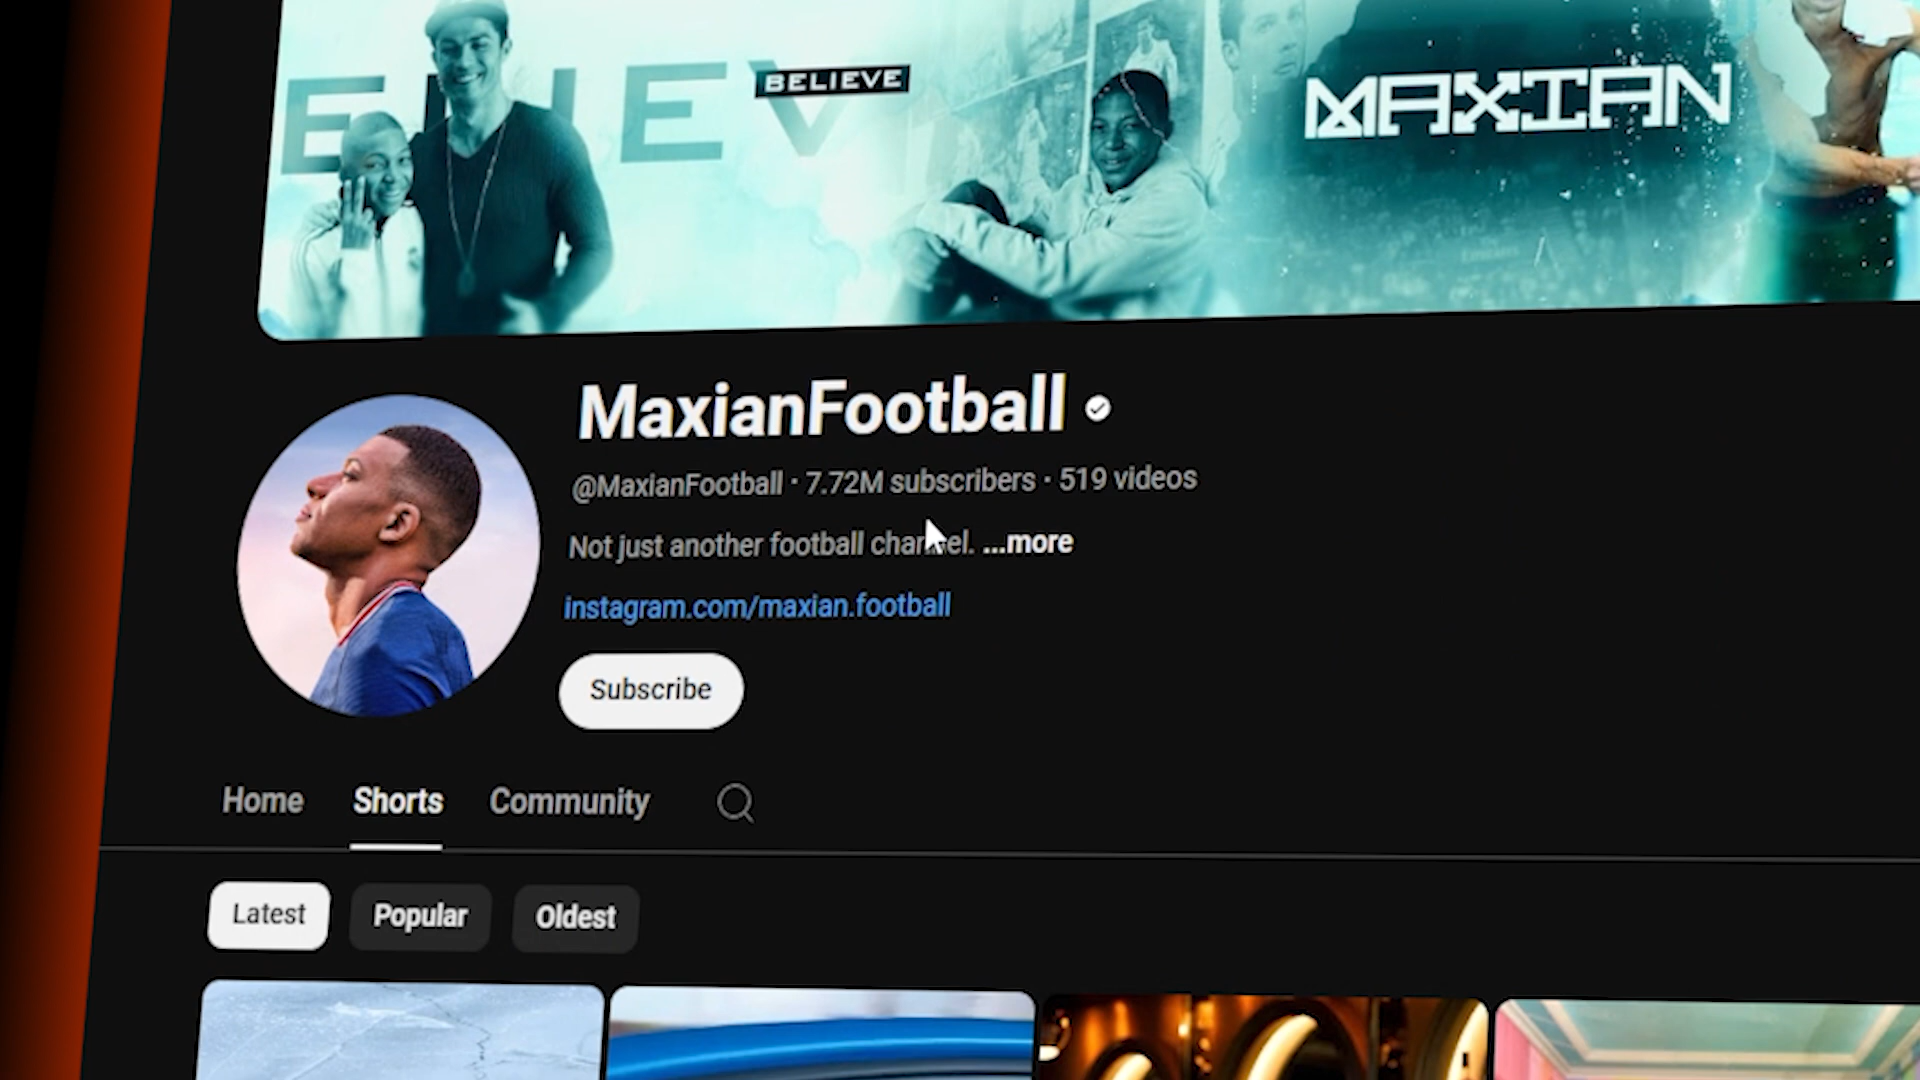 E   IEV
BELIEVE
MAXIAN
MaxianFootball
@MaxianFootball · 7.72M subscribers · 519 videos
Not just another football channel. ...more
instagram.com/maxian.football
Subscribe
Home Shorts Community
Latest Popular Oldest